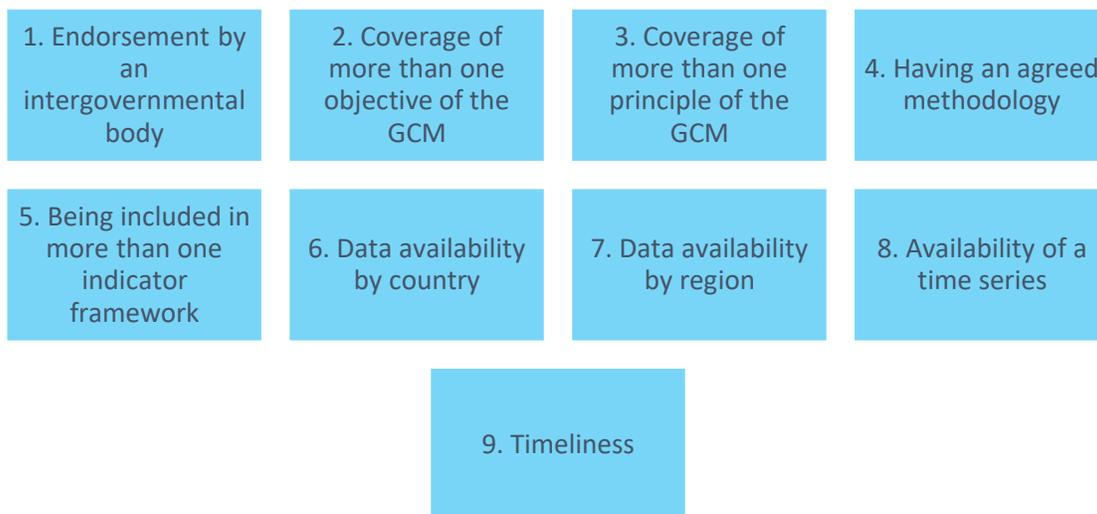 1. Endorsement by
an
intergovernmental
body
2. Coverage of
more than one
objective of the
GCM
3. Coverage of
more than one
principle of the
GCM
4. Having an agreed
methodology
5. Being included in
more than one
indicator
framework
6. Data availability
by country
7. Data availability
by region
8. Availability of a
time series
9. Timeliness